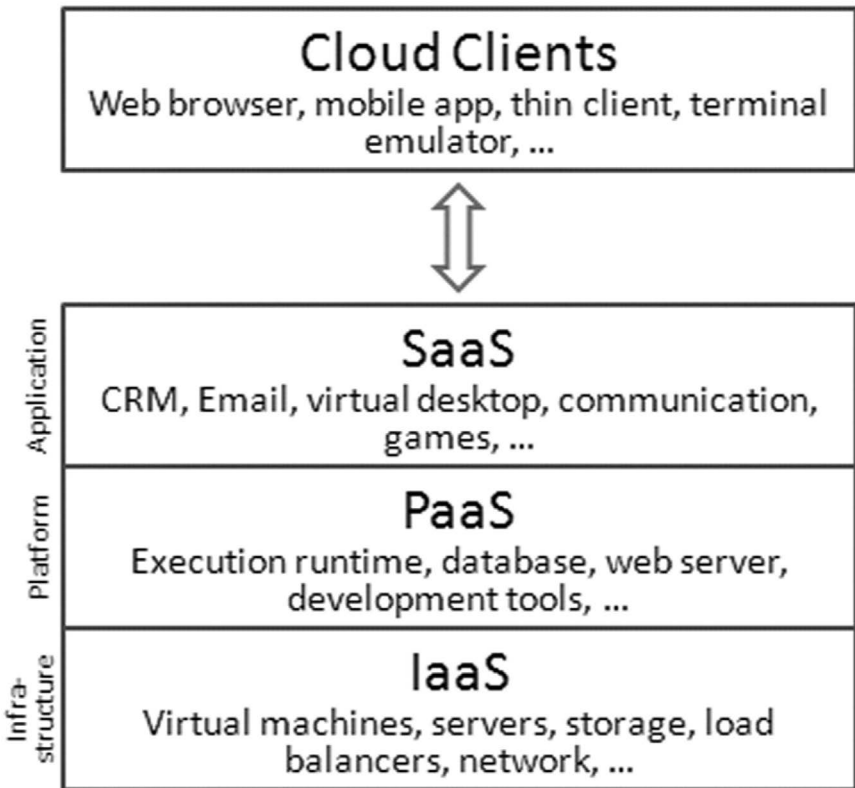 Cloud Clients
Web browser, mobile app, thin client, terminal
emulator, ...
Application
SaaS
CRM, Email, virtual desktop, communication,
games, ...
Platform
PaaS
Execution runtime, database, web server,
development tools, ...
Infra-
structure
IaaS
Virtual machines, servers, storage, load
balancers, network, ...